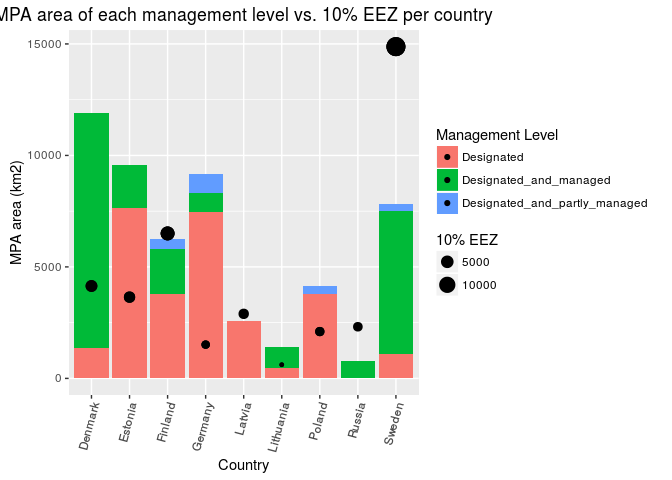 MPA area of each management level vs. 10% EEZ per country
15000
10000
5000
0
MPA area (km2)
Denmark
Estonia
Finland
Germany
Latvia
Lithuania
Poland
Russia
Sweden
Country
Management Level
Designated
Designated_and_managed
Designated_and_partly_managed
10% EEZ
5000
10000